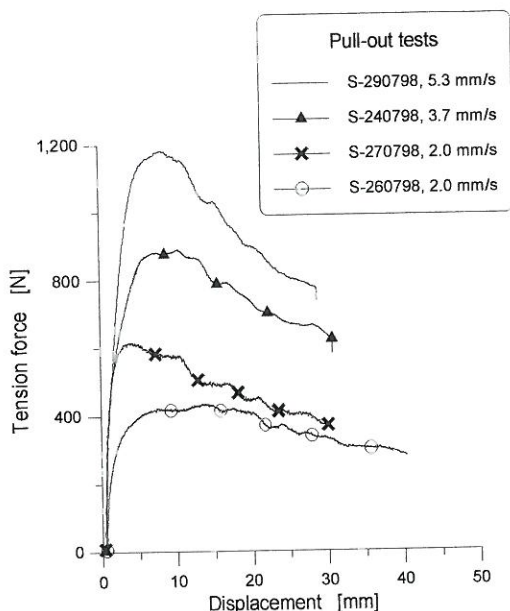 Pull-out tests
S-290798, 5.3 mm/s
S-240798, 3.7 mm/s
S-270798, 2.0 mm/s
S-260798, 2.0 mm/s
1,200
800
400
0
Tension force [N]
0 10 20 30 40 50
Displacement [mm]